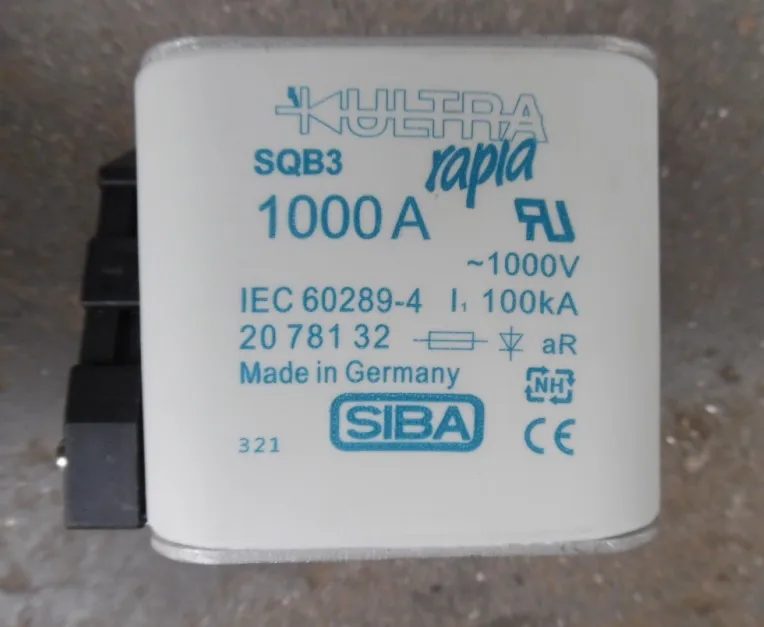 ULTRA
rapid
SQB3
1000 A
~1000V
IEC 60289-4 I₁ 100kA
20 781 32 aR
Made in Germany
NH
SIBA
321
CE